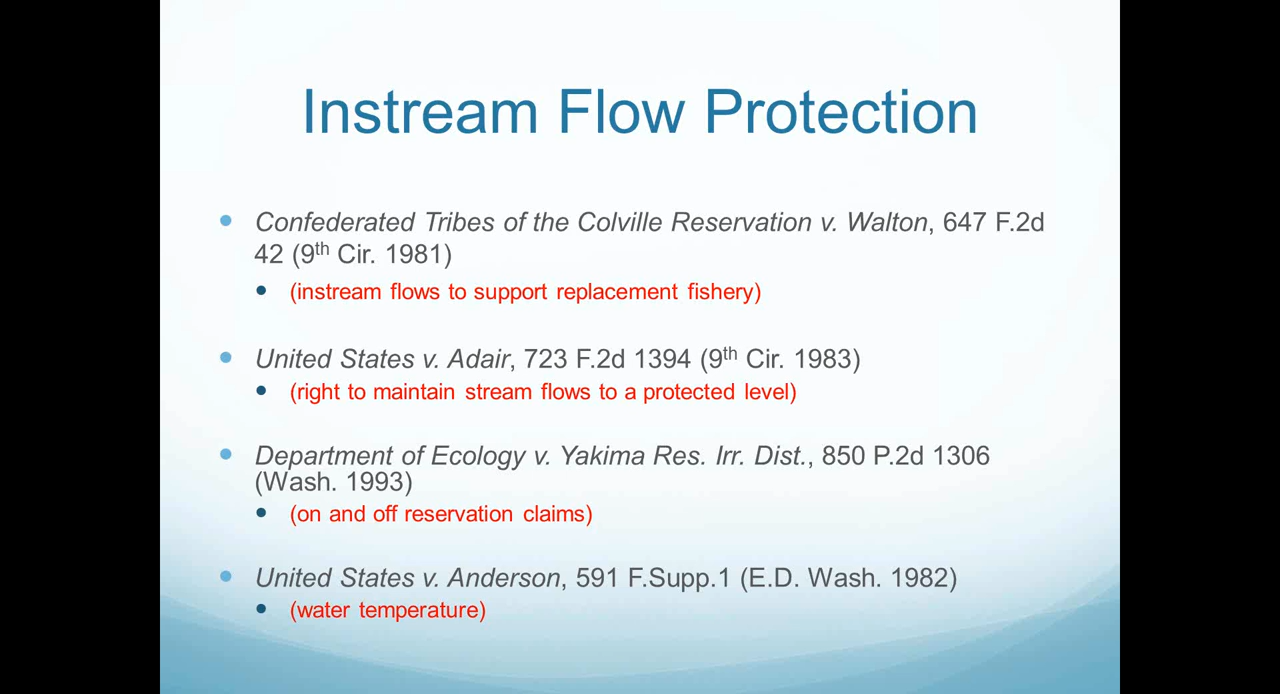 Instream Flow Protection
Confederated Tribes of the Colville Reservation v. Walton, 647 F.2d
42 (9th Cir. 1981)
(instream flows to support replacement fishery)
United States v. Adair, 723 F.2d 1394 (9th Cir. 1983)
(right to maintain stream flows to a protected level)
Department of Ecology v. Yakima Res. Irr. Dist., 850 P.2d 1306
(Wash. 1993)
(on and off reservation claims)
United States v. Anderson, 591 F.Supp.1 (E.D. Wash. 1982)
(water temperature)